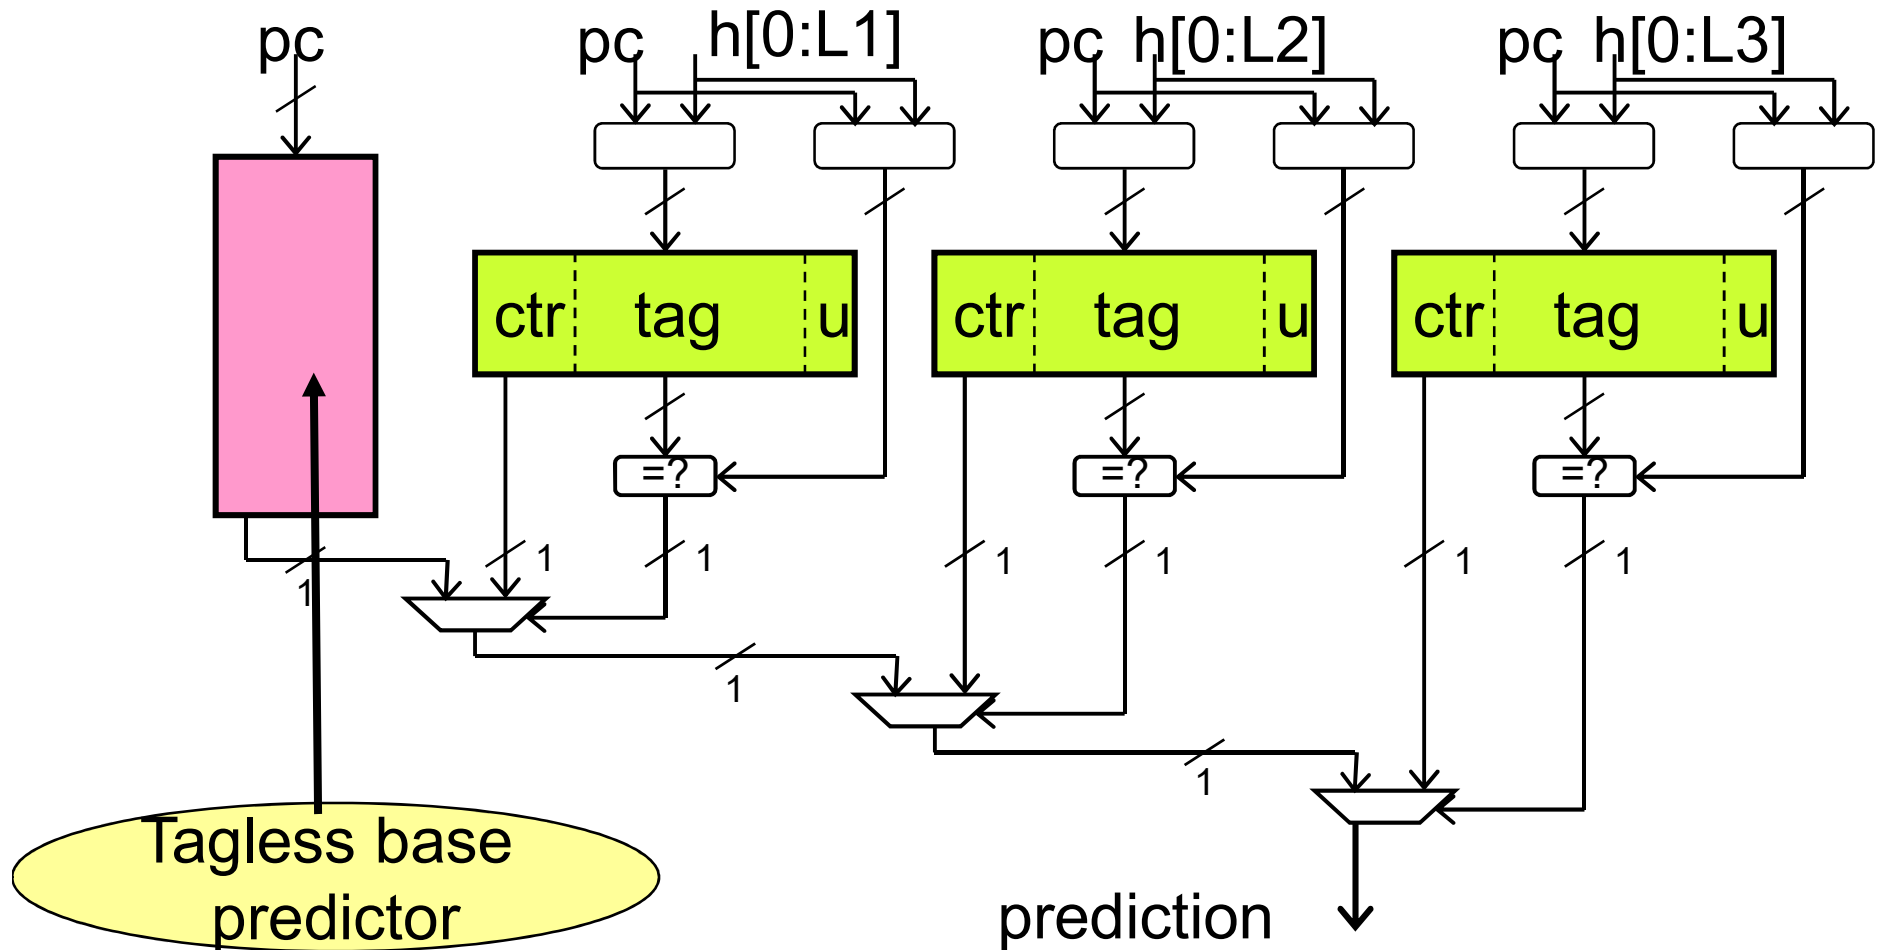 pc
pc
h[0:L1]
pc
h[0:L2]
pc
h[0:L3]
ctr
tag
u
ctr
tag
u
ctr
tag
u
=?
=?
=?
1
1
1
1
1
1
1
1
1
Tagless base
predictor
prediction